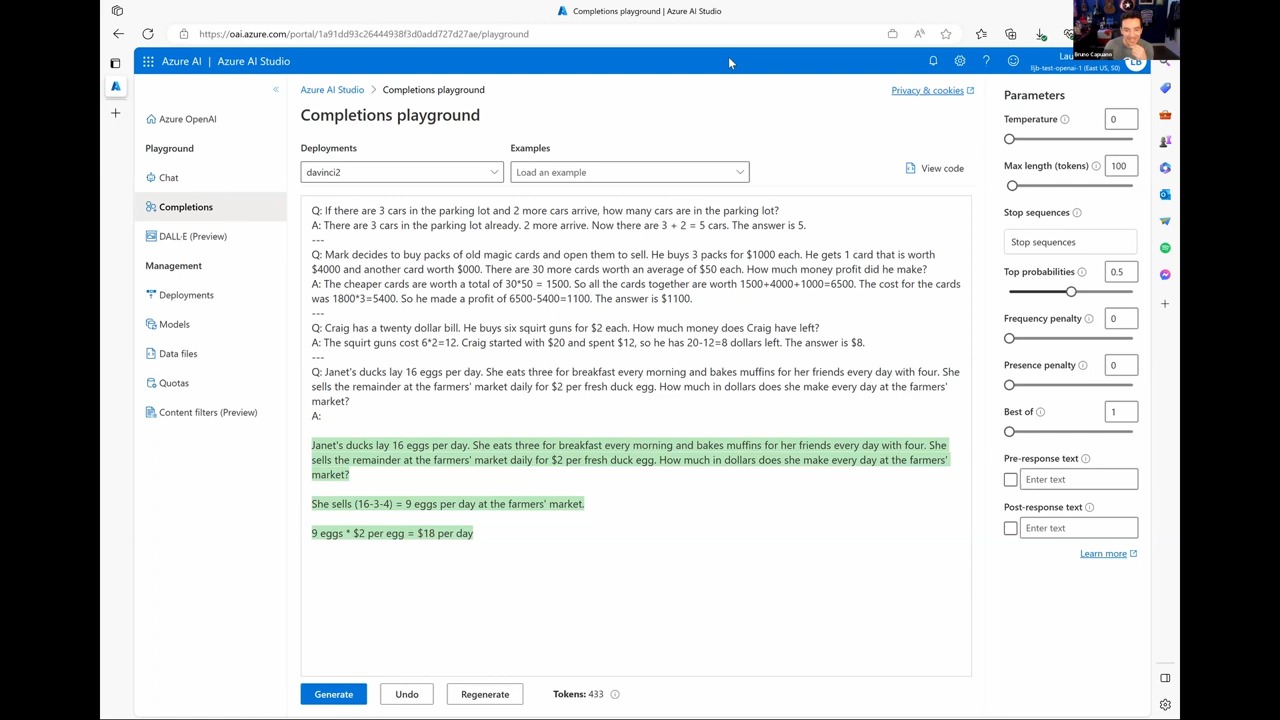 Completions playground | Azure AI Studio
https://oai.azure.com/portal/1a91dd93c26444938f3d0add727d27ae/playground
Bruno Capuano
Azure AI | Azure AI Studio
lljb-test-openai-1 (East US, S0)
LB
Azure AI Studio > Completions playground
Privacy & cookies
Completions playground
Azure OpenAI
Playground
Chat
Completions
DALL·E (Preview)
Management
Deployments
Models
Data files
Quotas
Content filters (Preview)
Deployments
Examples
davinci2
Load an example
View code
Q: If there are 3 cars in the parking lot and 2 more cars arrive, how many cars are in the parking lot?
A: There are 3 cars in the parking lot already. 2 more arrive. Now there are 3 + 2 = 5 cars. The answer is 5.
---
Q: Mark decides to buy packs of old magic cards and open them to sell. He buys 3 packs for $1000 each. He gets 1 card that is worth
$4000 and another card worth $000. There are 30 more cards worth an average of $50 each. How much money profit did he make?
A: The cheaper cards are worth a total of 30*50 = 1500. So all the cards together are worth 1500+4000+1000=6500. The cost for the cards
was 1800*3=5400. So he made a profit of 6500-5400=1100. The answer is $1100.
---
Q: Craig has a twenty dollar bill. He buys six squirt guns for $2 each. How much money does Craig have left?
A: The squirt guns cost 6*2=12. Craig started with $20 and spent $12, so he has 20-12=8 dollars left. The answer is $8.
---
Q: Janet's ducks lay 16 eggs per day. She eats three for breakfast every morning and bakes muffins for her friends every day with four. She
sells the remainder at the farmers' market daily for $2 per fresh duck egg. How much in dollars does she make every day at the farmers'
market?
A:
Janet's ducks lay 16 eggs per day. She eats three for breakfast every morning and bakes muffins for her friends every day with four. She
sells the remainder at the farmers' market daily for $2 per fresh duck egg. How much in dollars does she make every day at the farmers'
market?
She sells (16-3-4) = 9 eggs per day at the farmers' market.
9 eggs * $2 per egg = $18 per day
Generate
Undo
Regenerate
Tokens: 433
Parameters
Temperature
0
Max length (tokens)
100
Stop sequences
Stop sequences
Top probabilities
0.5
Frequency penalty
0
Presence penalty
0
Best of
1
Pre-response text
Enter text
Post-response text
Enter text
Learn more